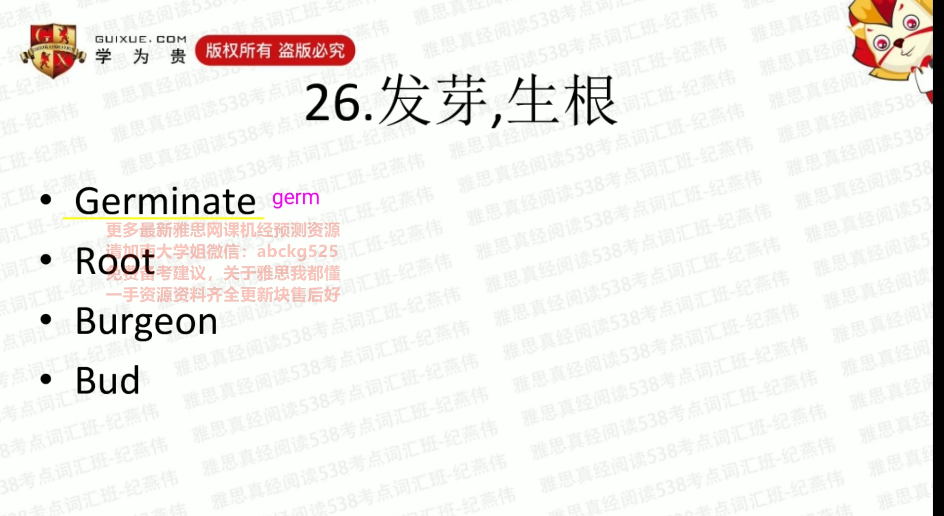 GUIXUE.COM
学为贵
版权所有 盗版必究
26.发芽,生根
• Germinate germ
更多最新雅思网课机经预测资源
请加南大学姐微信：abckg525
• Root
免费备考建议，关于雅思我都懂
一手资源资料齐全更新块售后好
• Burgeon
• Bud
雅思真经阅读538考点词汇班-纪燕伟